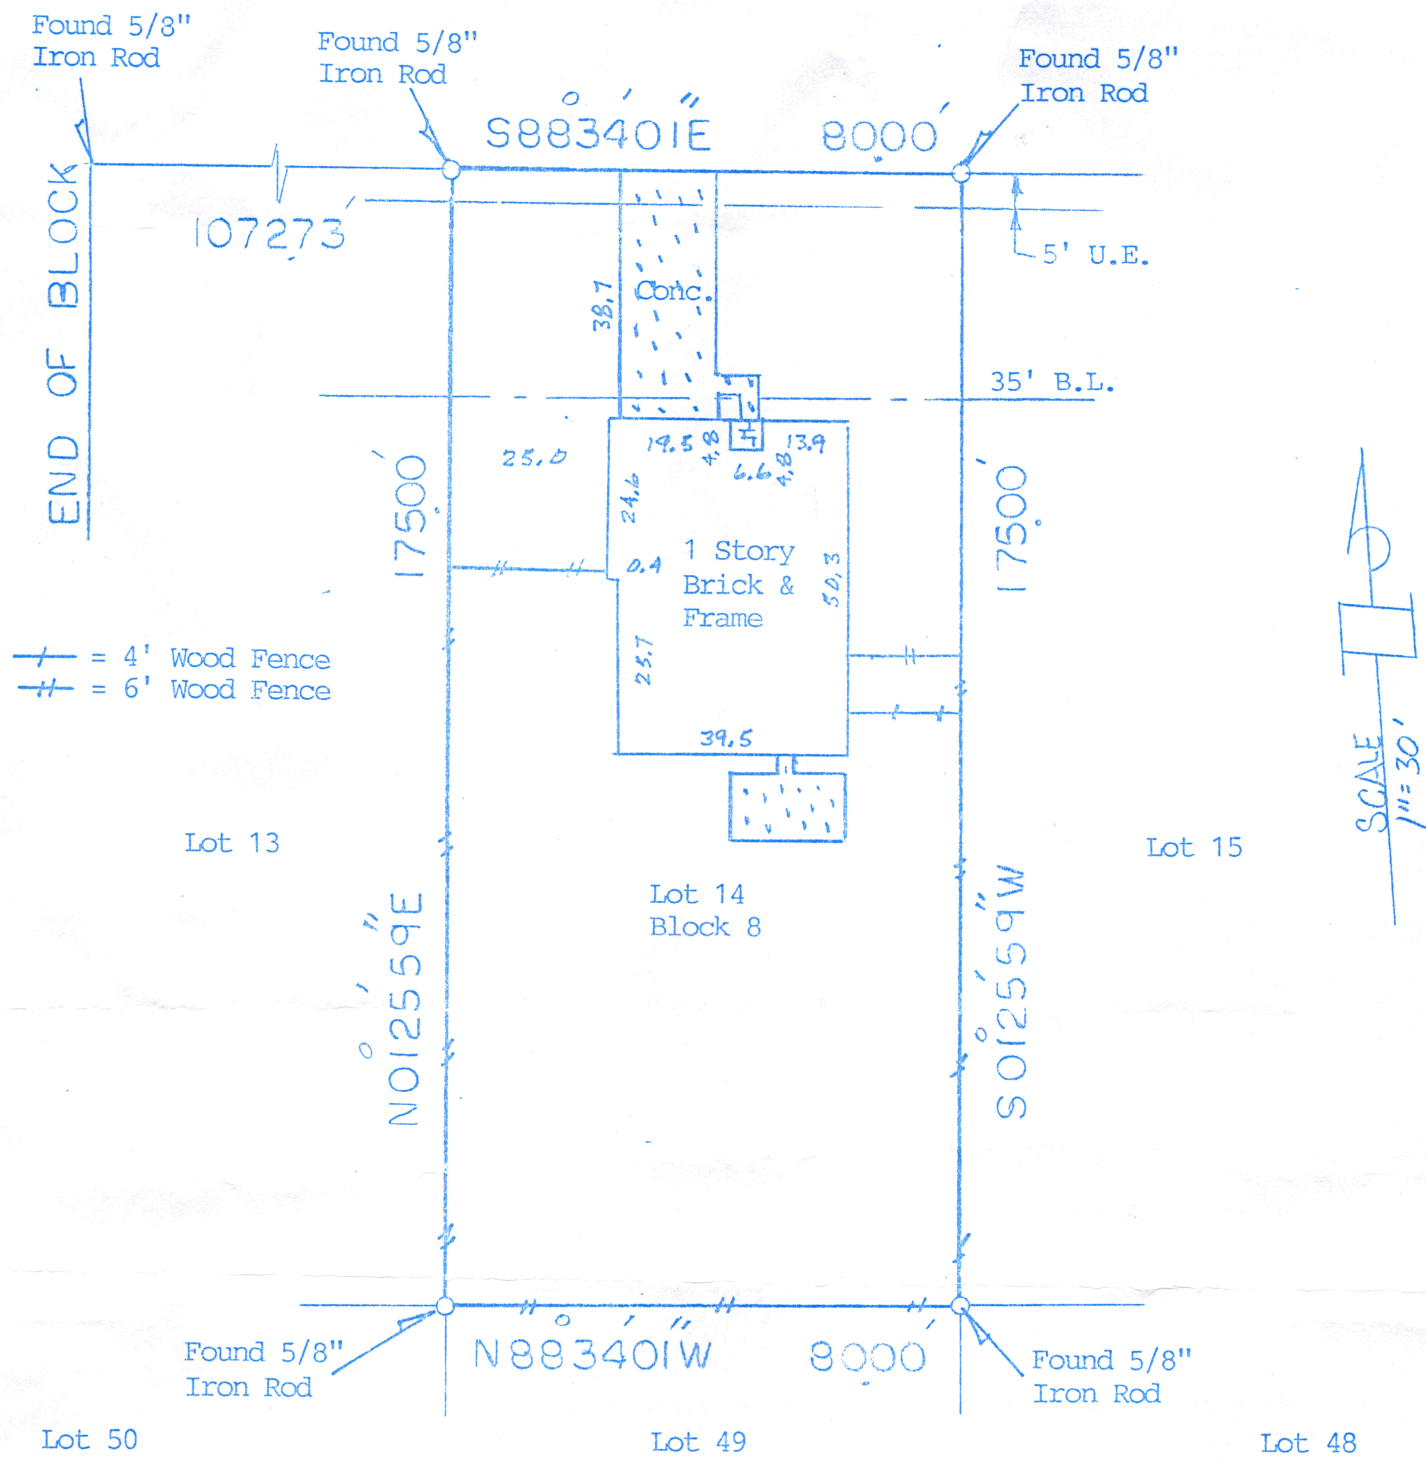 Found 5/8"
Iron Rod
Found 5/8"
Iron Rod
Found 5/8"
Iron Rod
S88°34'01"E 80.00'
1072.73'
END OF BLOCK
5' U.E.
Conc.
38.7
35' B.L.
25.0
19.5
4.8
6.6
4.8
13.9
24.6
0.4
1 Story
Brick &
Frame
50.3
25.7
39.5
175.00'
175.00'
= 4' Wood Fence
= 6' Wood Fence
SCALE
1"=30'
Lot 13
Lot 15
Lot 14
Block 8
N01°25'59"E
S01°25'59"W
Found 5/8"
Iron Rod
N88°34'01"W 80.00'
Found 5/8"
Iron Rod
Lot 50
Lot 49
Lot 48